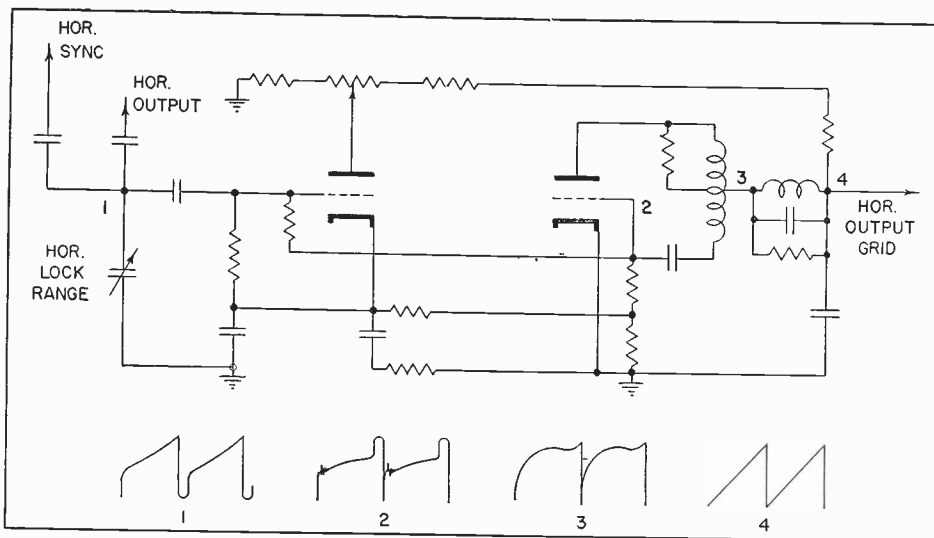 HOR.
SYNC
HOR.
OUTPUT
1
2
3
4
HOR.
OUTPUT
GRID
HOR.
LOCK
RANGE
1
2
3
4